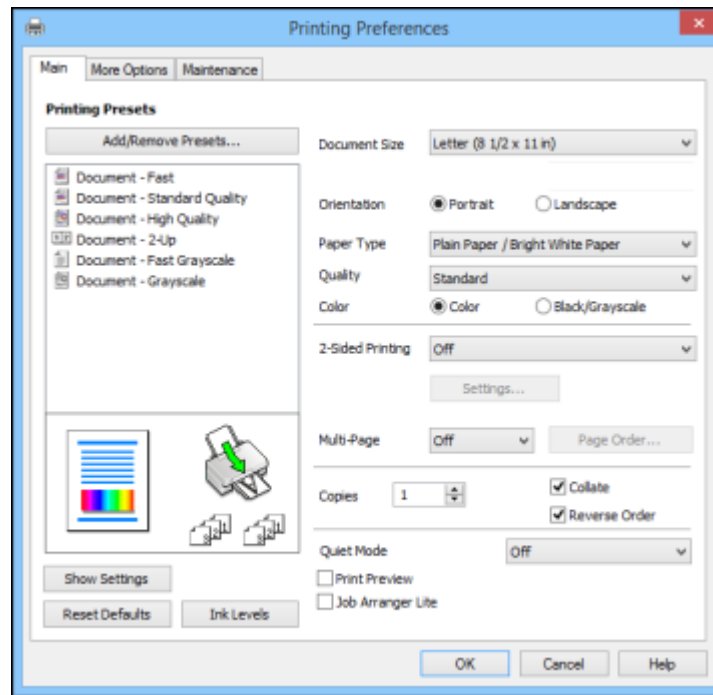 Printing Preferences
Main More Options Maintenance
Printing Presets
Add/Remove Presets...
Document - Fast
Document - Standard Quality
Document - High Quality
Document - 2-Up
Document - Fast Grayscale
Document - Grayscale
Show Settings
Reset Defaults Ink Levels
Document Size Letter (8 1/2 x 11 in)
Orientation Portrait Landscape
Paper Type Plain Paper / Bright White Paper
Quality Standard
Color Color Black/Grayscale
2-Sided Printing Off
Settings...
Multi-Page Off Page Order...
Copies 1 Collate
Reverse Order
Quiet Mode Off
Print Preview
Job Arranger Lite
OK Cancel Help